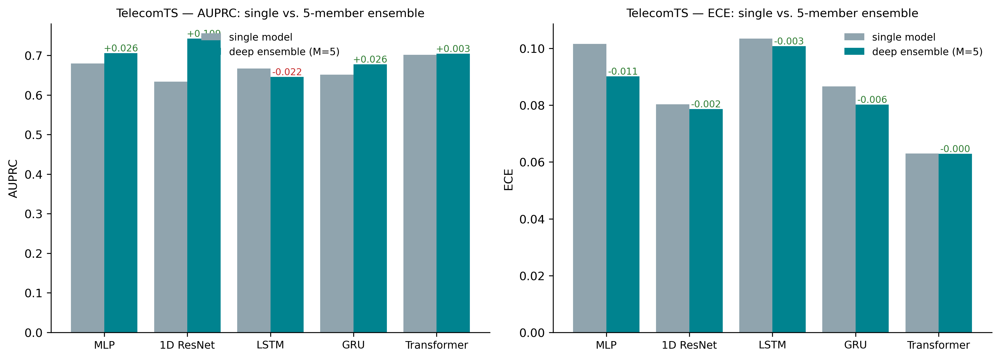 TelecomTS — AUPRC: single vs. 5-member ensemble
+0.109
single model
deep ensemble (M=5)
+0.026
+0.003
+0.026
-0.022
0.7
0.6
0.5
0.4
0.3
0.2
0.1
0.0
AUPRC
MLP
1D ResNet
LSTM
GRU
Transformer
TelecomTS — ECE: single vs. 5-member ensemble
single model
deep ensemble (M=5)
-0.003
-0.011
-0.002
-0.006
-0.000
0.10
0.08
0.06
0.04
0.02
0.00
ECE
MLP
1D ResNet
LSTM
GRU
Transformer